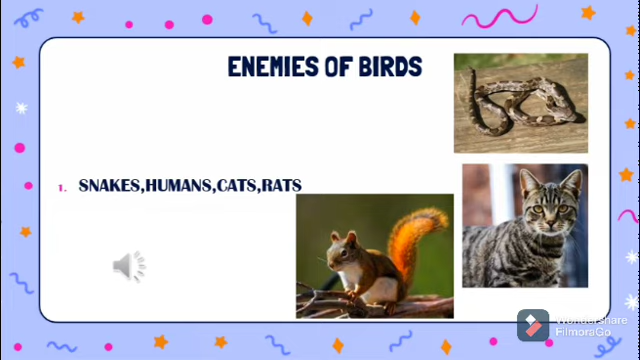 ENEMIES OF BIRDS
1. SNAKES,HUMANS,CATS,RATS
Wondershare
FilmoraGo